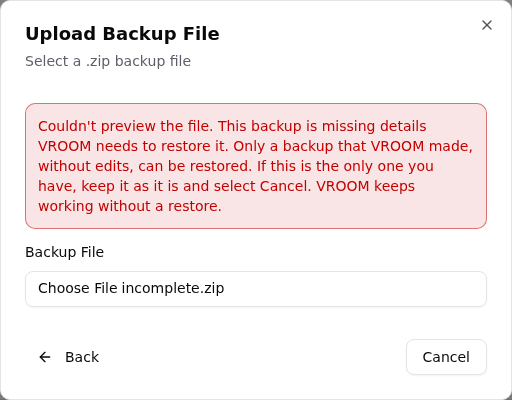 Upload Backup File
Select a .zip backup file
Couldn't preview the file. This backup is missing details
VROOM needs to restore it. Only a backup that VROOM made,
without edits, can be restored. If this is the only one you
have, keep it as it is and select Cancel. VROOM keeps
working without a restore.
Backup File
Choose File incomplete.zip
Back
Cancel